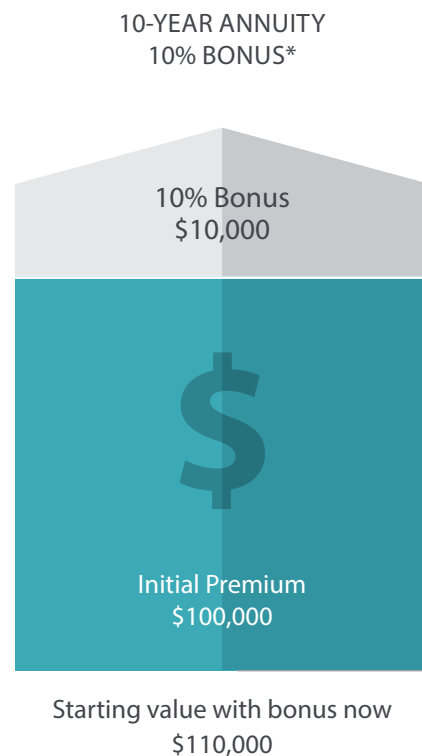 10-YEAR ANNUITY
10% BONUS*
10% Bonus
$10,000
$
Initial Premium
$100,000
Starting value with bonus now
$110,000